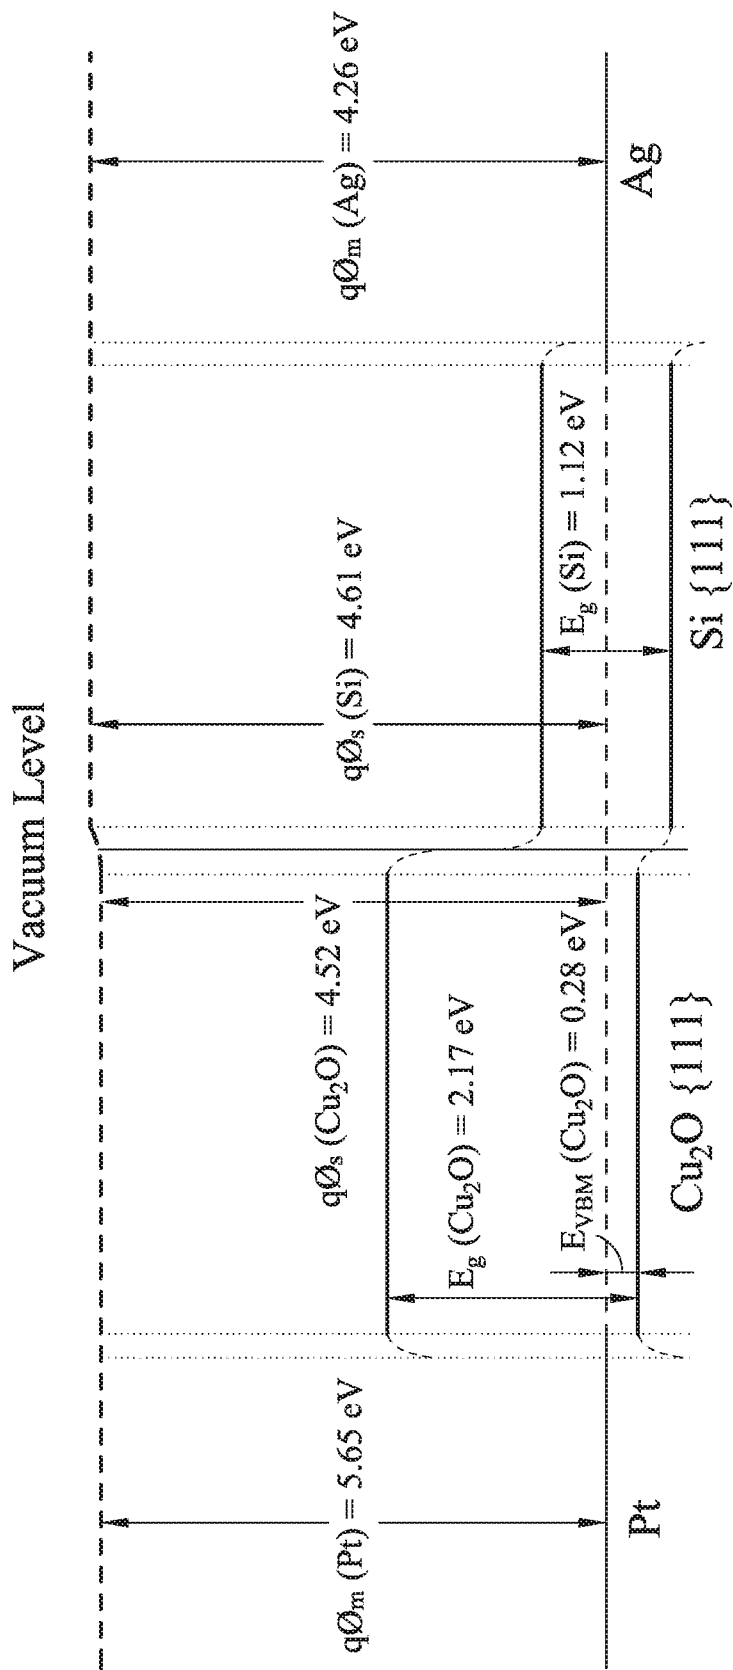 Vacuum Level
qØm (Pt) = 5.65 eV
qØs (Cu2O) = 4.52 eV
qØs (Si) = 4.61 eV
qØm (Ag) = 4.26 eV
Eg (Cu2O) = 2.17 eV
EVBM (Cu2O) = 0.28 eV
Eg (Si) = 1.12 eV
Pt
Cu2O {111}
Si {111}
Ag